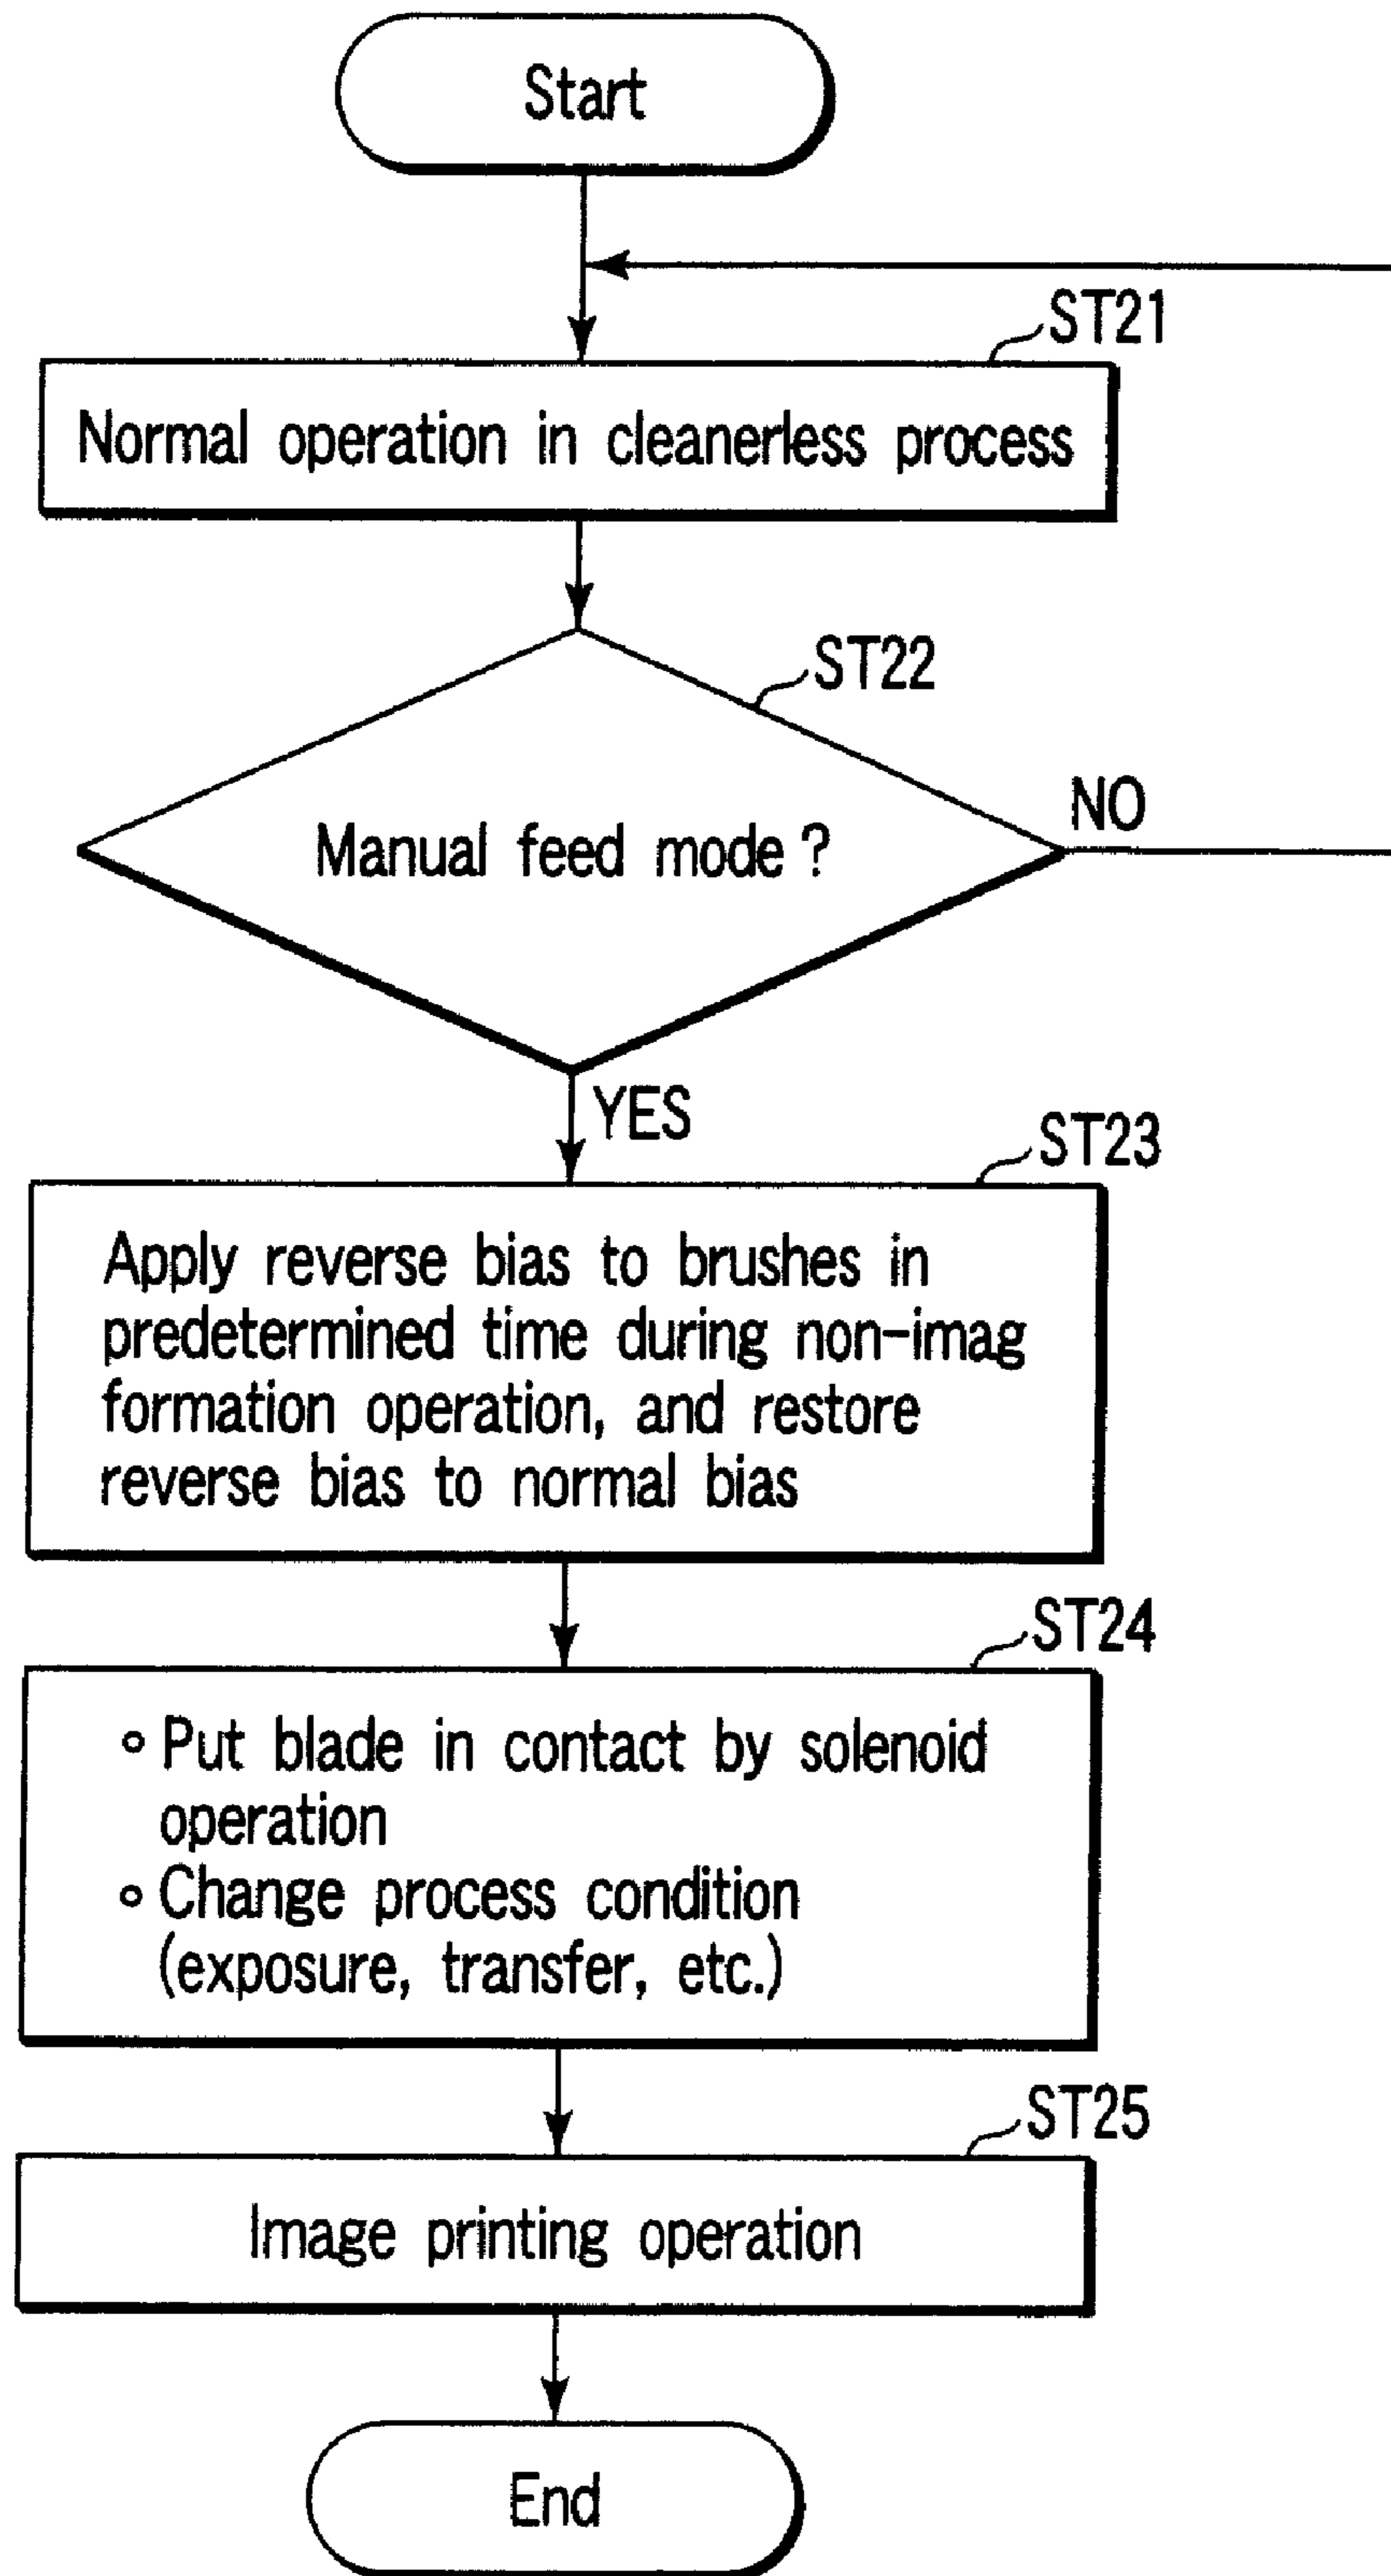 Start
ST21
Normal operation in cleanerless process
ST22
Manual feed mode ?
NO
YES
ST23
Apply reverse bias to brushes in
predetermined time during non-imag
formation operation, and restore
reverse bias to normal bias
ST24
∘ Put blade in contact by solenoid
operation
∘ Change process condition
(exposure, transfer, etc.)
ST25
Image printing operation
End